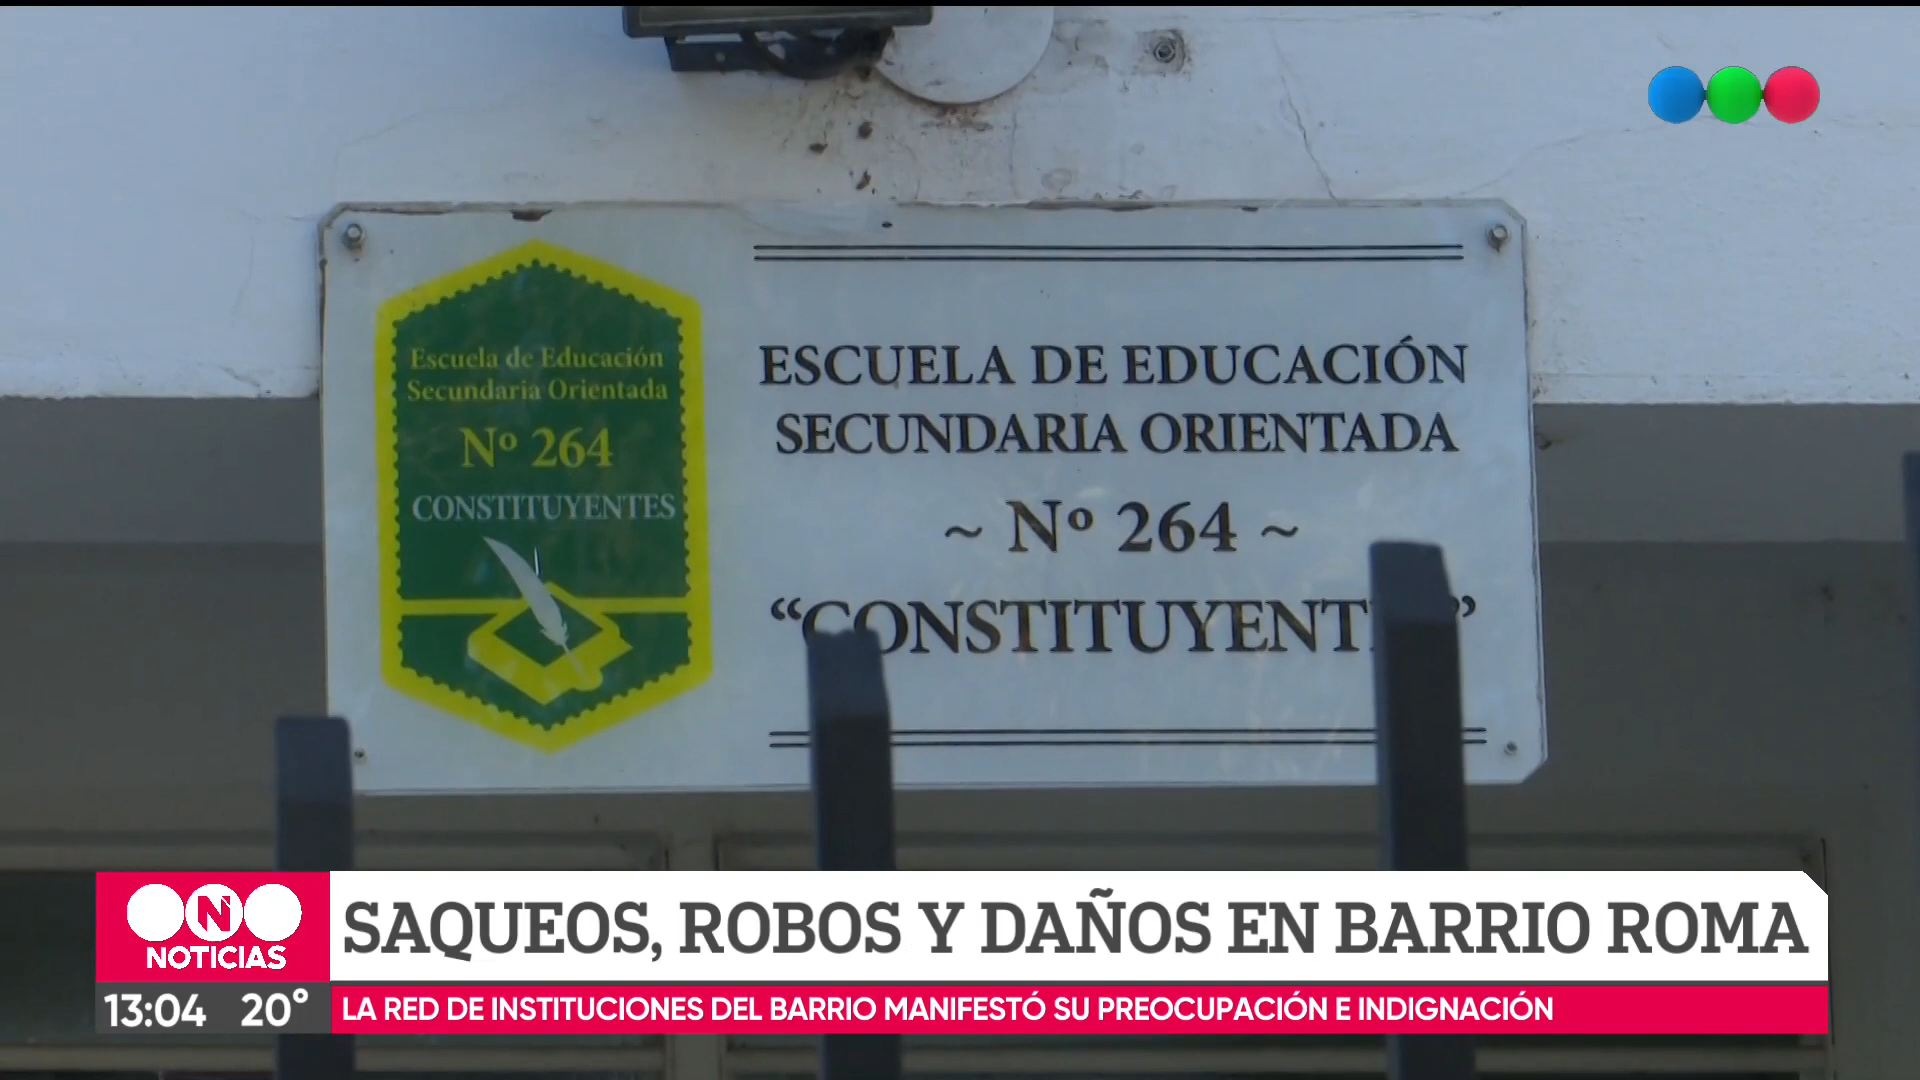 Escuela de Educación
Secundaria Orientada
Nº 264
CONSTITUYENTES
ESCUELA DE EDUCACIÓN
SECUNDARIA ORIENTADA
~ Nº 264 ~
“CONSTITUYENT ”
N
NOTICIAS
SAQUEOS, ROBOS Y DAÑOS EN BARRIO ROMA
13:04 20°
LA RED DE INSTITUCIONES DEL BARRIO MANIFESTÓ SU PREOCUPACIÓN E INDIGNACIÓN